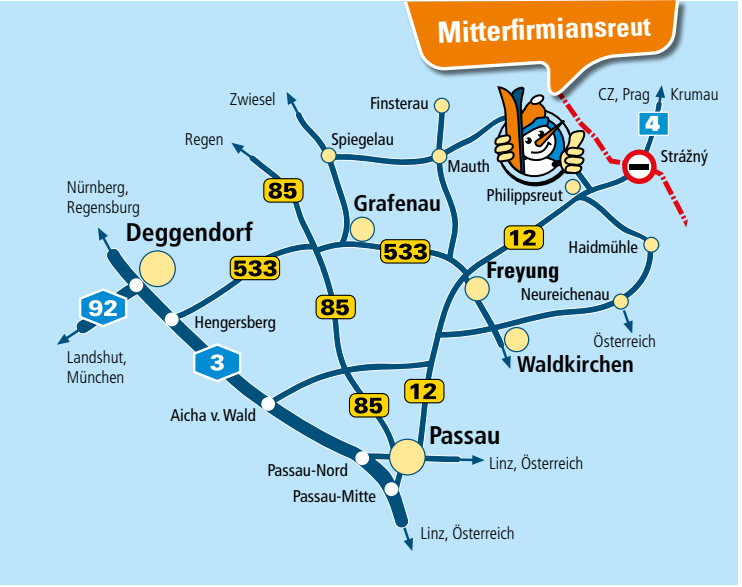 Mitterfirmiansreut
Zwiesel
Finsterau
CZ, Prag
Krumau
4
Regen
Spiegelau
Mauth
Strážný
85
Philippsreut
Nürnberg,
Regensburg
Grafenau
Deggendorf
12
533
533
Haidmühle
Freyung
92
85
Neureichenau
Hengersberg
Österreich
Landshut,
München
3
Waldkirchen
12
85
Aicha v. Wald
Passau
Passau-Nord
Linz, Österreich
Passau-Mitte
Linz, Österreich